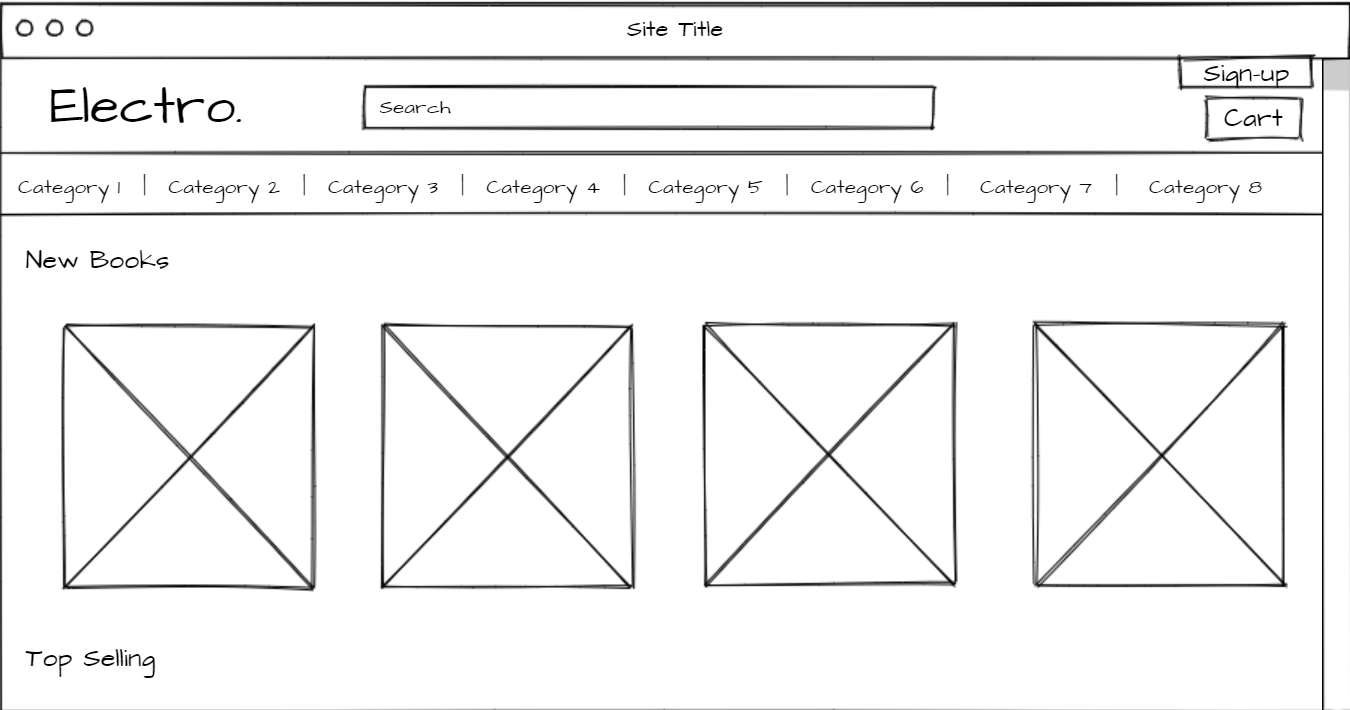 Site Title
Sign-up
Electro.
Search
Cart
Category 1 | Category 2 | Category 3 | Category 4 | Category 5 | Category 6 | Category 7 | Category 8
New Books
Top Selling